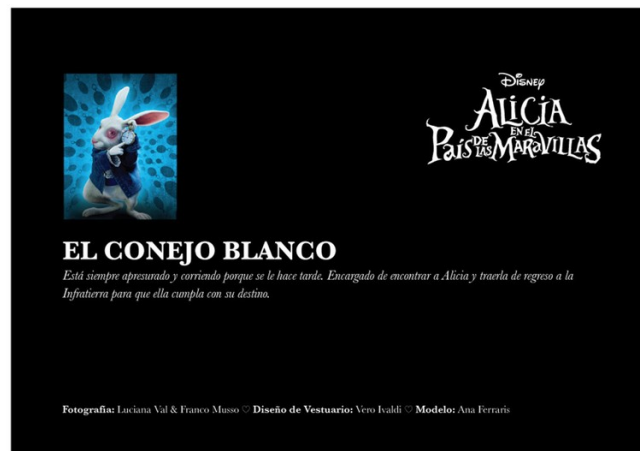 Disney
ALiCiA
EN EL
País DE LAS MARAVILLAS
EL CONEJO BLANCO
Está siempre apresurado y corriendo porque se le hace tarde. Encargado de encontrar a Alicia y traerla de regreso a la
Infratierra para que ella cumpla con su destino.
Fotografia: Luciana Val & Franco Musso ♡ Diseño de Vestuario: Vero Ivaldi ♡ Modelo: Ana Ferraris